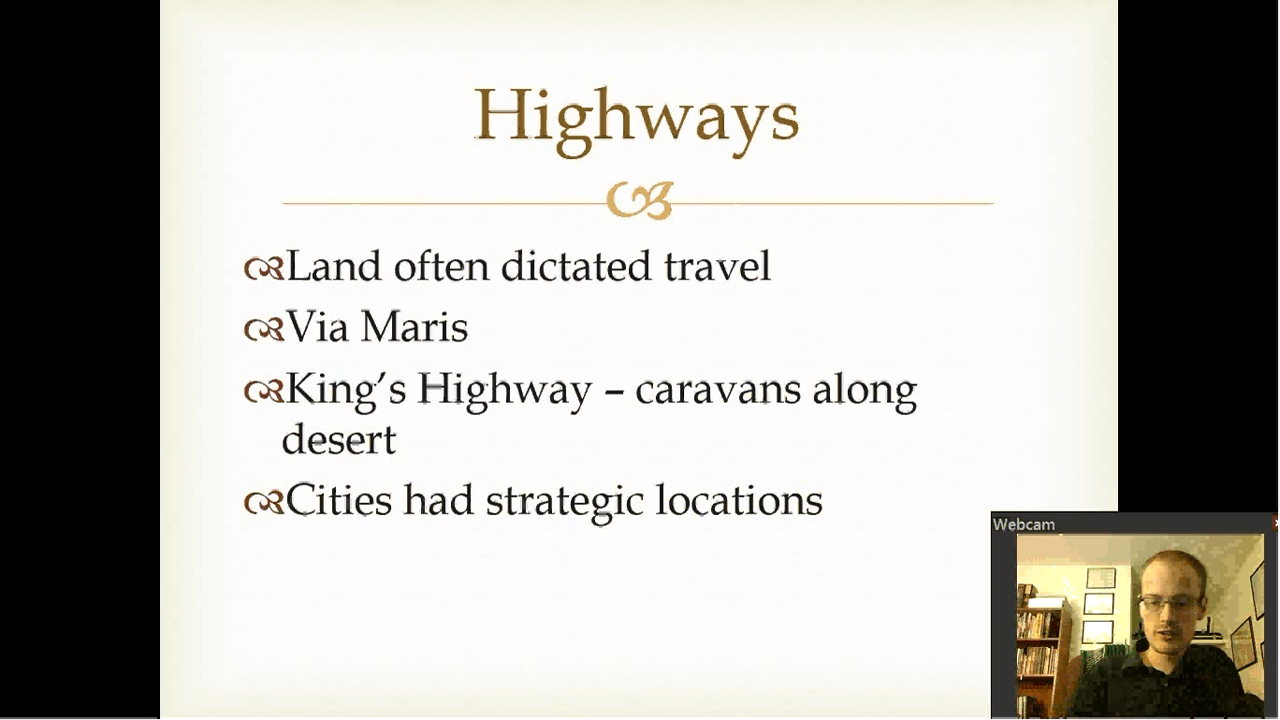 Highways
Land often dictated travel
Via Maris
King's Highway – caravans along
desert
Cities had strategic locations
Webcam